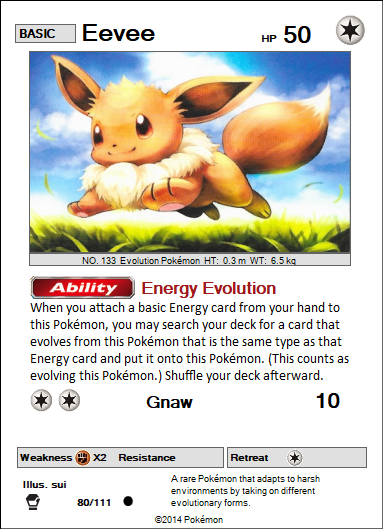 BASIC Eevee HP 50
NO. 133 Evolution Pokémon HT: 0.3 m WT: 6.5 kg
Ability Energy Evolution
When you attach a basic Energy card from your hand to
this Pokémon, you may search your deck for a card that
evolves from this Pokémon that is the same type as that
Energy card and put it onto this Pokémon. (This counts as
evolving this Pokémon.) Shuffle your deck afterward.
Gnaw 10
Weakness X2 Resistance Retreat
Illus. sui
80/111
A rare Pokémon that adapts to harsh
environments by taking on different
evolutionary forms.
©2014 Pokémon